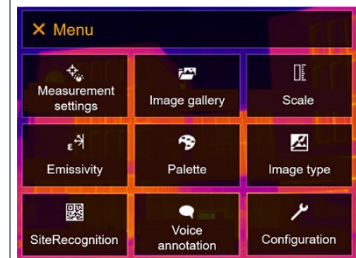 Menu
Measurement
settings
Image gallery
Scale
ε
Emissivity
Palette
Image type
SiteRecognition
Voice
annotation
Configuration